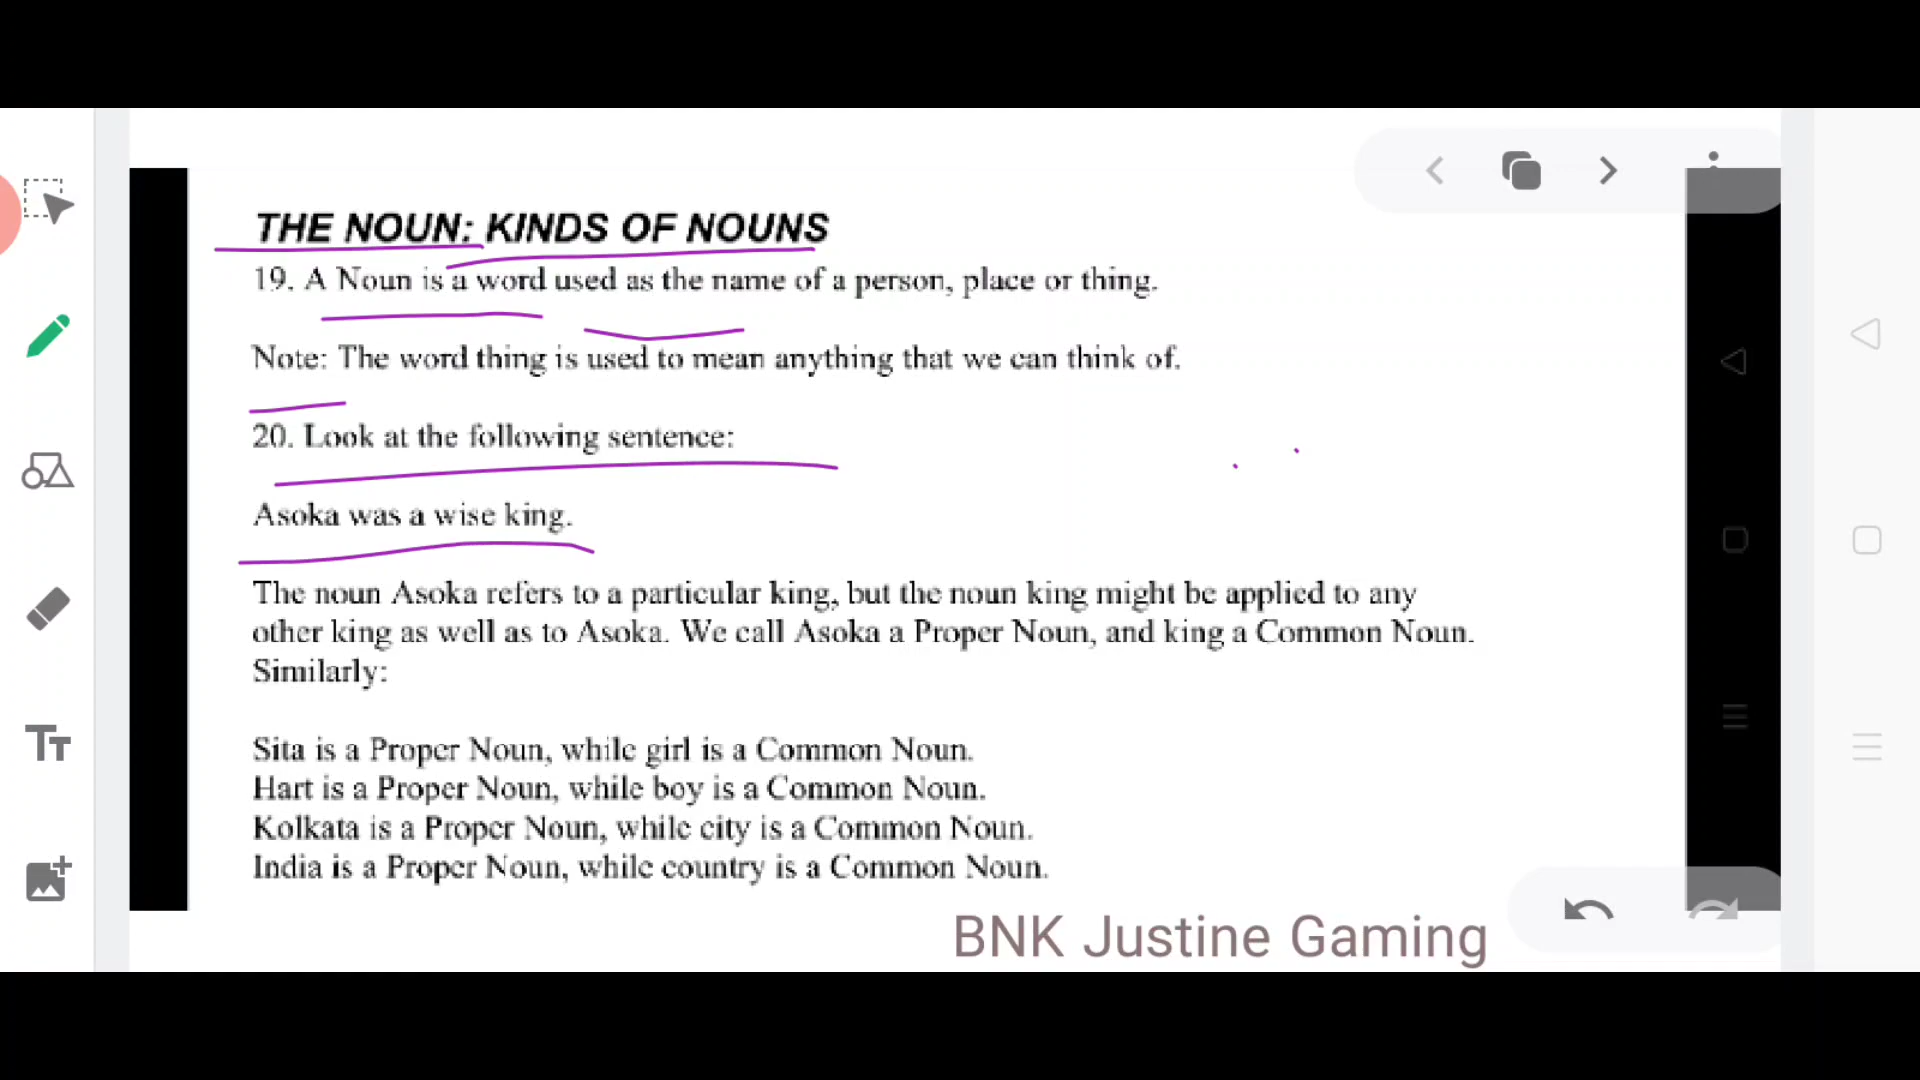 THE NOUN: KINDS OF NOUNS
19. A Noun is a word used as the name of a person, place or thing.
Note: The word thing is used to mean anything that we can think of.
20. Look at the following sentence:
Asoka was a wise king.
The noun Asoka refers to a particular king, but the noun king might be applied to any
other king as well as to Asoka. We call Asoka a Proper Noun, and king a Common Noun.
Similarly:
Sita is a Proper Noun, while girl is a Common Noun.
Hart is a Proper Noun, while boy is a Common Noun.
Kolkata is a Proper Noun, while city is a Common Noun.
India is a Proper Noun, while country is a Common Noun.
TT
BNK Justine Gaming